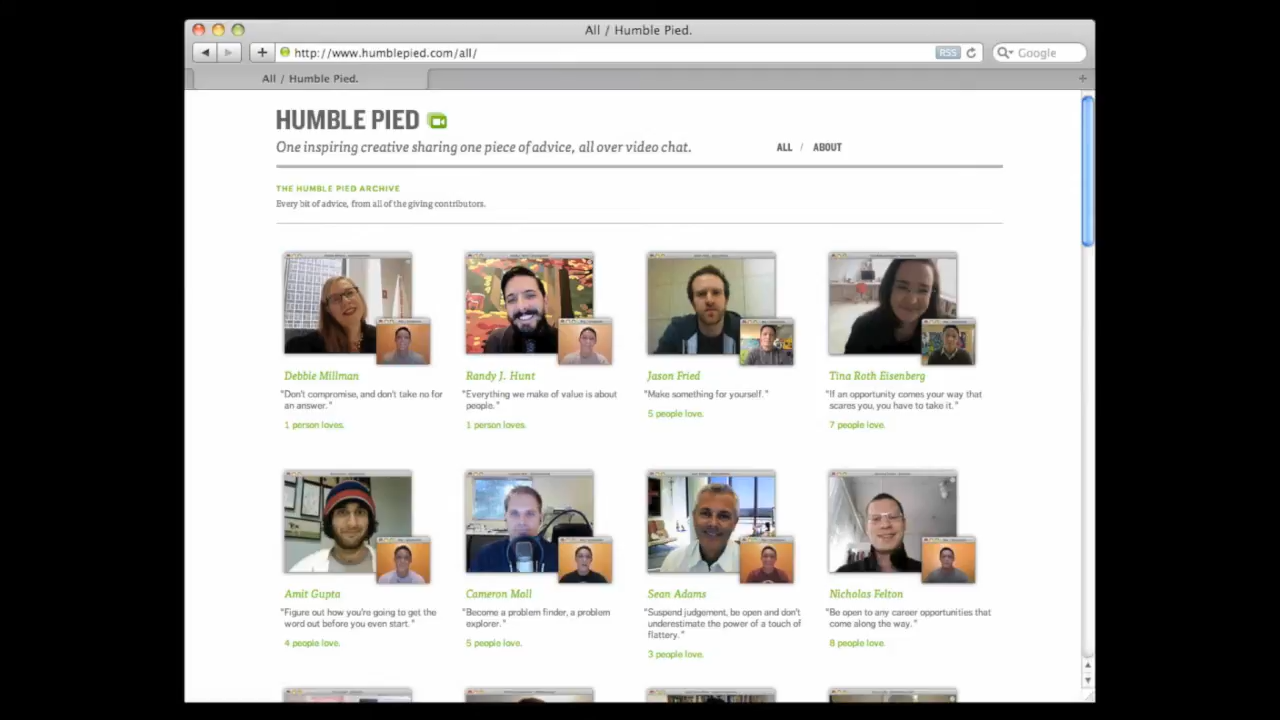 All / Humble Pied.
http://www.humblepied.com/all/
RSS
Google
All / Humble Pied.
HUMBLE PIED
One inspiring creative sharing one piece of advice, all over video chat.
ALL / ABOUT
THE HUMBLE PIED ARCHIVE
Every bit of advice, from all of the giving contributors.
Debbie Millman
"Don't compromise, and don't take no for
an answer."
1 person loves.
Randy J. Hunt
"Everything we make of value is about
people."
1 person loves.
Jason Fried
"Make something for yourself."
5 people love.
Tina Roth Eisenberg
"If an opportunity comes your way that
scares you, you have to take it."
7 people love.
Amit Gupta
"Figure out how you're going to get the
word out before you even start."
4 people love.
Cameron Moll
"Become a problem finder, a problem
explorer."
5 people love.
Sean Adams
"Suspend judgement, be open and don't
underestimate the power of a touch of
flattery."
3 people love.
Nicholas Felton
"Be open to any career opportunities that
come along the way."
8 people love.